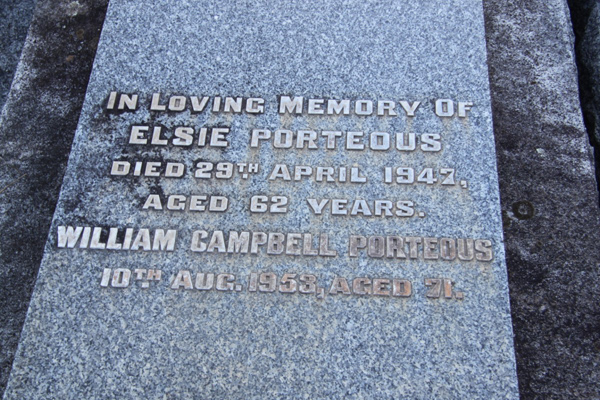 IN LOVING MEMORY OF
ELSIE PORTEOUS
DIED 29TH APRIL 1947,
AGED 62 YEARS.
WILLIAM CAMPBELL PORTEOUS
10TH AUG. 1953, AGED 71.